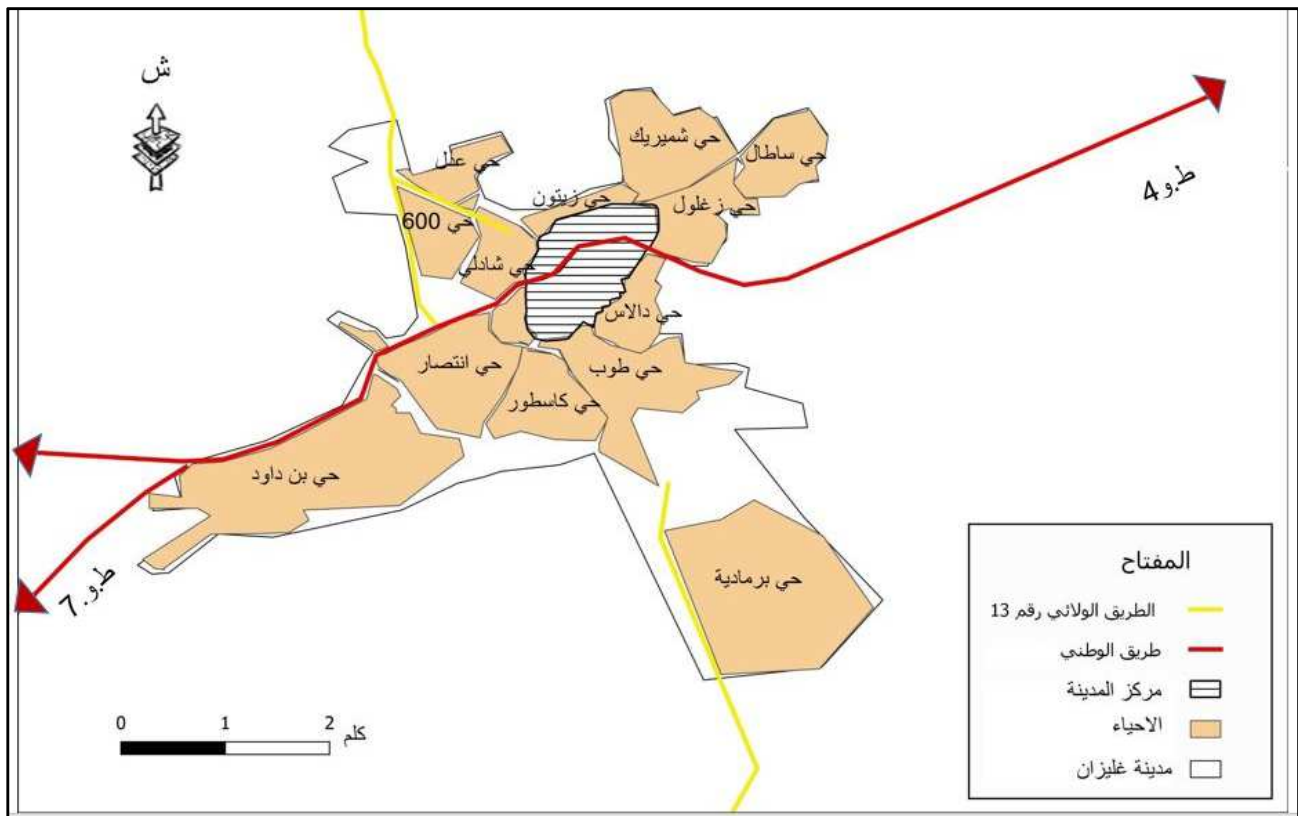 ش
حي شميريك
حي ساطال
حي عدل
حي زيتون
حي زغلول
حي 600
حي شادلي
ط.و4
حي دالاس
حي انتصار
حي طوب
حي كاسطور
حي بن داود
ط.و.7
حي برمادية
المفتاح
الطريق الولائي رقم 13
طريق الوطني
مركز المدينة
الاحياء
مدينة غليزان
0 1 2 كلم